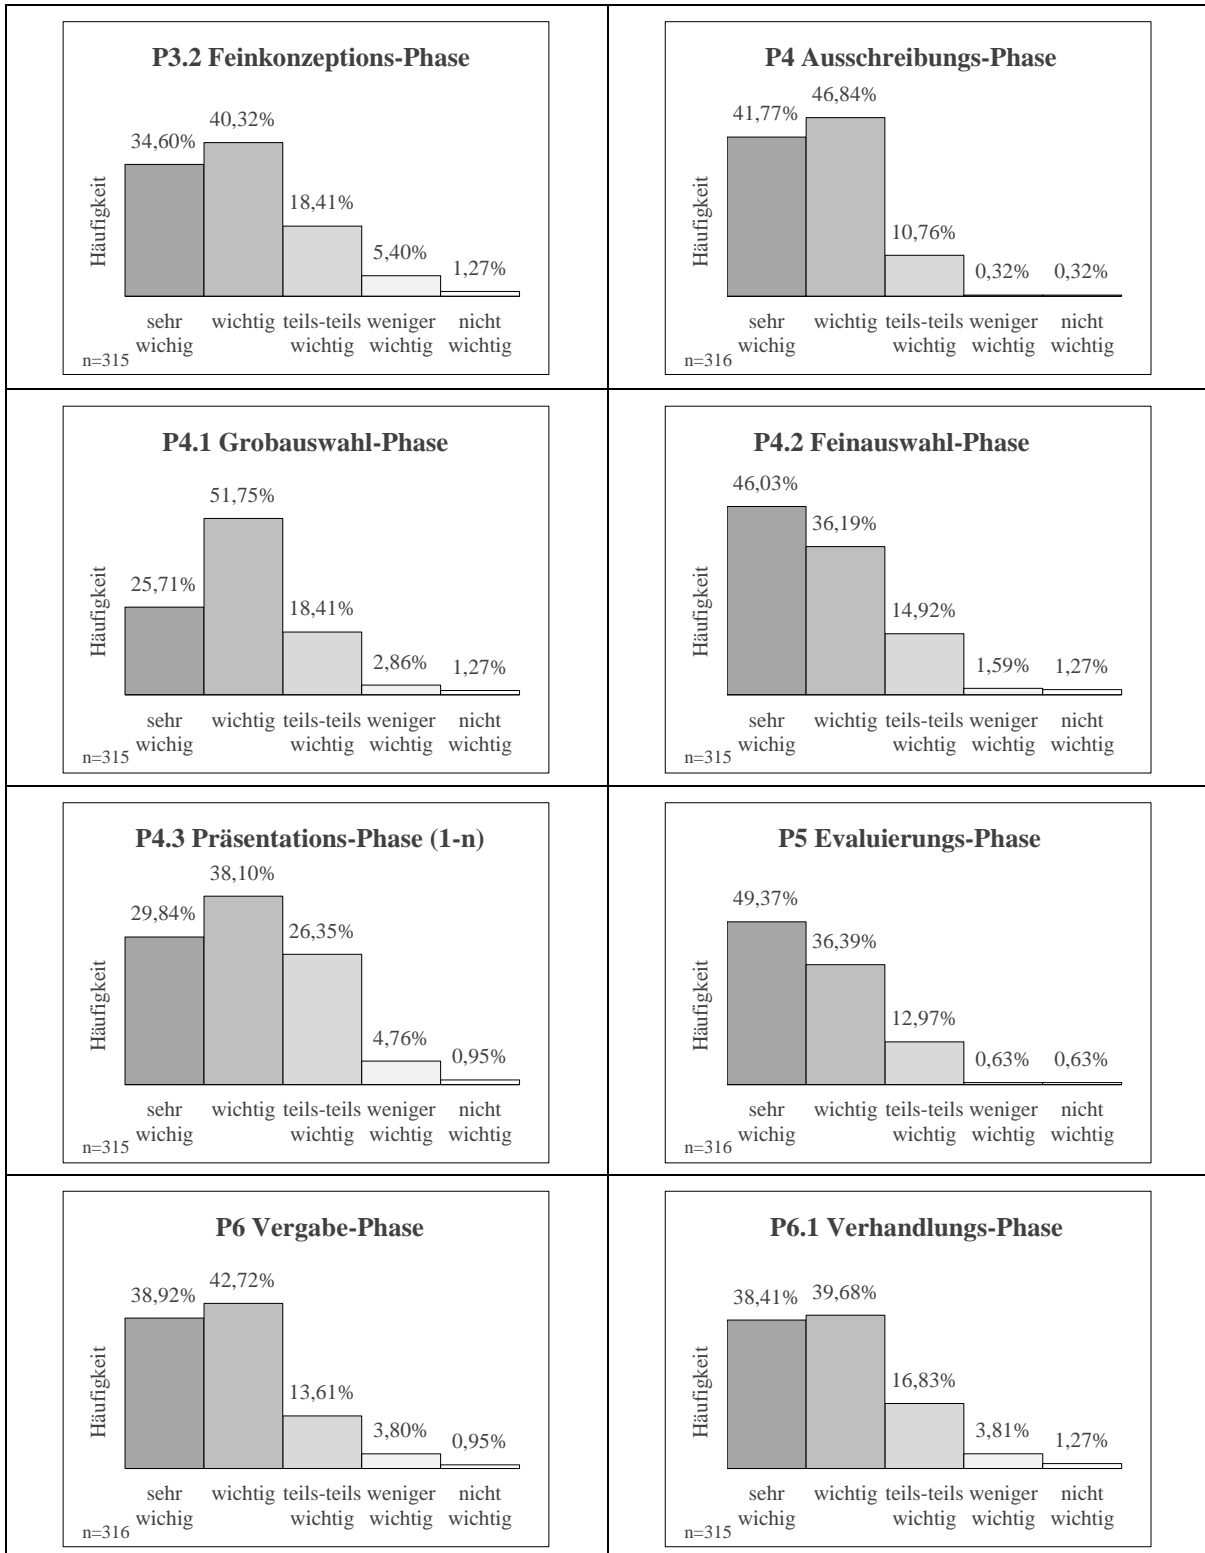 P3.2 Feinkonzeptions-Phase
40,32%
34,60%
18,41%
5,40%
1,27%
Häufigkeit
sehr wichtig teils-teils weniger nicht
wichig wichtig wichtig wichtig
n=315
P4 Ausschreibungs-Phase
46,84%
41,77%
10,76%
0,32% 0,32%
Häufigkeit
sehr wichtig teils-teils weniger nicht
wichig wichtig wichtig wichtig
n=316
P4.1 Grobauswahl-Phase
51,75%
25,71%
18,41%
2,86% 1,27%
Häufigkeit
sehr wichtig teils-teils weniger nicht
wichig wichtig wichtig wichtig
n=315
P4.2 Feinauswahl-Phase
46,03%
36,19%
14,92%
1,59% 1,27%
Häufigkeit
sehr wichtig teils-teils weniger nicht
wichig wichtig wichtig wichtig
n=315
P4.3 Präsentations-Phase (1-n)
38,10%
29,84%
26,35%
4,76%
0,95%
Häufigkeit
sehr wichtig teils-teils weniger nicht
wichig wichtig wichtig wichtig
n=315
P5 Evaluierungs-Phase
49,37%
36,39%
12,97%
0,63% 0,63%
Häufigkeit
sehr wichtig teils-teils weniger nicht
wichig wichtig wichtig wichtig
n=316
P6 Vergabe-Phase
42,72%
38,92%
13,61%
3,80%
0,95%
Häufigkeit
sehr wichtig teils-teils weniger nicht
wichig wichtig wichtig wichtig
n=316
P6.1 Verhandlungs-Phase
38,41% 39,68%
16,83%
3,81%
1,27%
Häufigkeit
sehr wichtig teils-teils weniger nicht
wichig wichtig wichtig wichtig
n=315